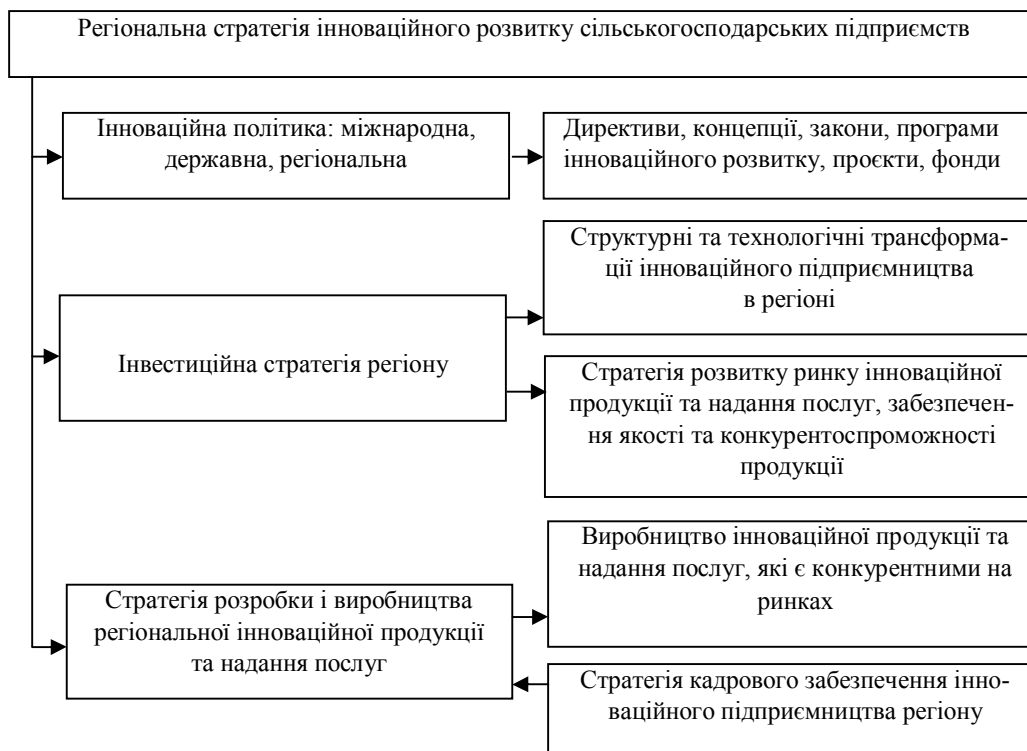 Регіональна стратегія інноваційного розвитку сільськогосподарських підприємств
Інноваційна політика: міжнародна,
державна, регіональна
Директиви, концепції, закони, програми
інноваційного розвитку, проєкти, фонди
Структурні та технологічні трансформа-
ції інноваційного підприємництва
в регіоні
Інвестиційна стратегія регіону
Стратегія розвитку ринку інноваційної
продукції та надання послуг, забезпечен-
ня якості та конкурентоспроможності
продукції
Виробництво інноваційної продукції та
надання послуг, які є конкурентними на
ринках
Стратегія розробки і виробництва
регіональної інноваційної продукції
та надання послуг
Стратегія кадрового забезпечення інно-
ваційного підприємництва регіону